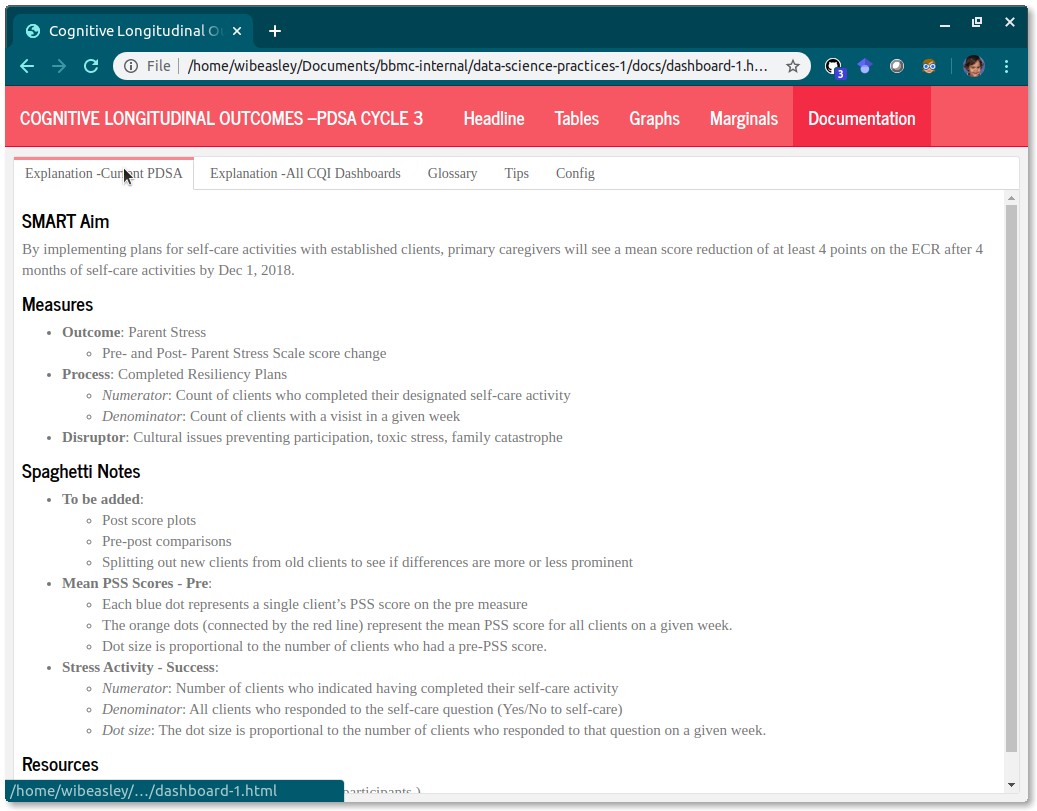 Cognitive Longitudinal O
File
/home/wibeasley/Documents/bbmc-internal/data-science-practices-1/docs/dashboard-1.h...
3
COGNITIVE LONGITUDINAL OUTCOMES –PDSA CYCLE 3
Headline
Tables
Graphs
Marginals
Documentation
Explanation -Current PDSA
Explanation -All CQI Dashboards
Glossary
Tips
Config
SMART Aim
By implementing plans for self-care activities with established clients, primary caregivers will see a mean score reduction of at least 4 points on the ECR after 4
months of self-care activities by Dec 1, 2018.
Measures
• Outcome: Parent Stress
◦ Pre- and Post- Parent Stress Scale score change
• Process: Completed Resiliency Plans
◦ Numerator: Count of clients who completed their designated self-care activity
◦ Denominator: Count of clients with a visist in a given week
• Disruptor: Cultural issues preventing participation, toxic stress, family catastrophe
Spaghetti Notes
• To be added:
◦ Post score plots
◦ Pre-post comparisons
◦ Splitting out new clients from old clients to see if differences are more or less prominent
• Mean PSS Scores - Pre:
◦ Each blue dot represents a single client’s PSS score on the pre measure
◦ The orange dots (connected by the red line) represent the mean PSS score for all clients on a given week.
◦ Dot size is proportional to the number of clients who had a pre-PSS score.
• Stress Activity - Success:
◦ Numerator: Number of clients who indicated having completed their self-care activity
◦ Denominator: All clients who responded to the self-care question (Yes/No to self-care)
◦ Dot size: The dot size is proportional to the number of clients who responded to that question on a given week.
Resources
participants.)
/home/wibeasley/.../dashboard-1.html